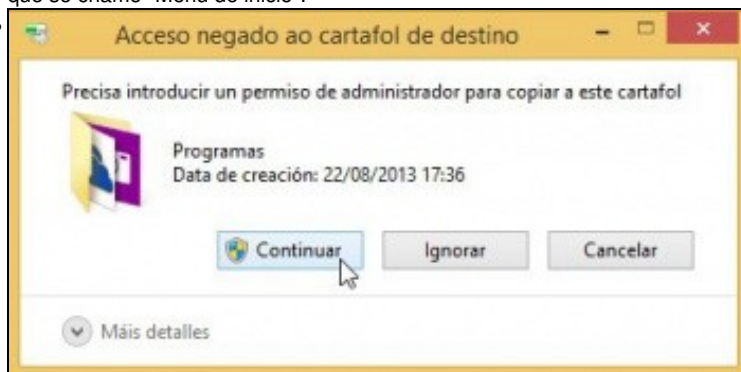 que se chame "Menú de inicio".
Acceso negado ao cartafol de destino
Precisa introducir un permiso de administrador para copiar a este cartafol
Programas
Data de creación: 22/08/2013 17:36
Continuar
Ignorar
Cancelar
Máis detalles